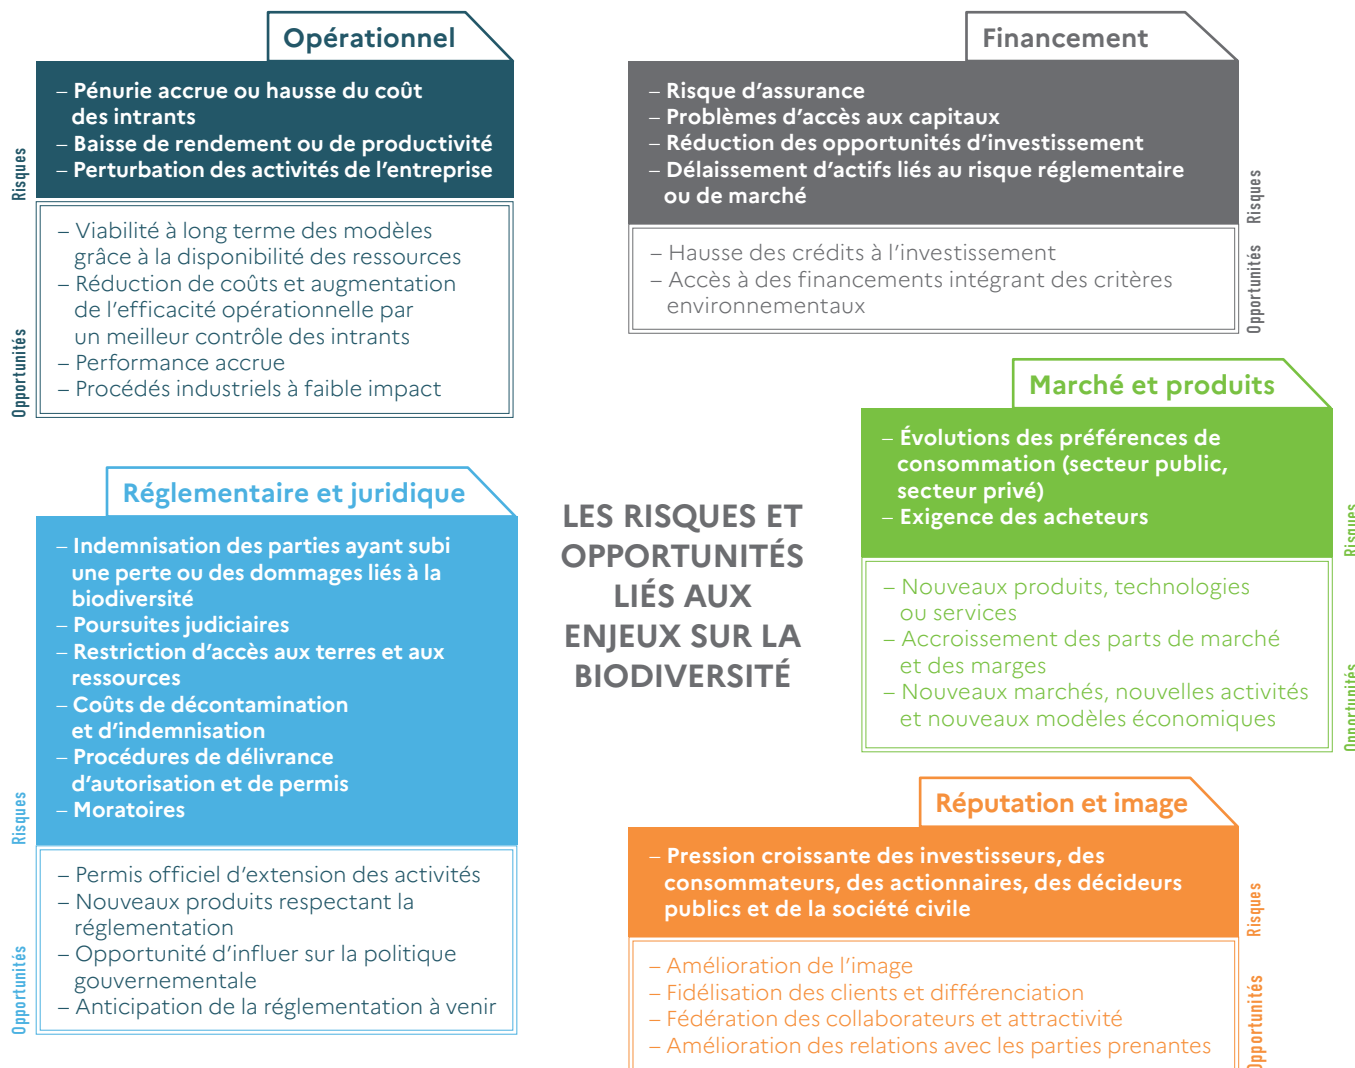 Opérationnel
– Pénurie accrue ou hausse du coût
des intrants
– Baisse de rendement ou de productivité
– Perturbation des activités de l’entreprise
Risques
– Viabilité à long terme des modèles
grâce à la disponibilité des ressources
– Réduction de coûts et augmentation
de l’efficacité opérationnelle par
un meilleur contrôle des intrants
– Performance accrue
– Procédés industriels à faible impact
Opportunités
Financement
– Risque d’assurance
– Problèmes d’accès aux capitaux
– Réduction des opportunités d’investissement
– Délaissement d’actifs liés au risque réglementaire
ou de marché
Risques
– Hausse des crédits à l’investissement
– Accès à des financements intégrant des critères
environnementaux
Opportunités
Marché et produits
– Évolutions des préférences de
consommation (secteur public,
secteur privé)
– Exigence des acheteurs
Risques
– Nouveaux produits, technologies
ou services
– Accroissement des parts de marché
et des marges
– Nouveaux marchés, nouvelles activités
et nouveaux modèles économiques
Opportunités
LES RISQUES ET
OPPORTUNITÉS
LIÉS AUX
ENJEUX SUR LA
BIODIVERSITÉ
Réglementaire et juridique
– Indemnisation des parties ayant subi
une perte ou des dommages liés à la
biodiversité
– Poursuites judiciaires
– Restriction d’accès aux terres et aux
ressources
– Coûts de décontamination
et d’indemnisation
– Procédures de délivrance
d’autorisation et de permis
– Moratoires
Risques
– Permis officiel d’extension des activités
– Nouveaux produits respectant la
réglementation
– Opportunité d’influer sur la politique
gouvernementale
– Anticipation de la réglementation à venir
Opportunités
Réputation et image
– Pression croissante des investisseurs, des
consommateurs, des actionnaires, des décideurs
publics et de la société civile
Risques
– Amélioration de l’image
– Fidélisation des clients et différenciation
– Fédération des collaborateurs et attractivité
– Amélioration des relations avec les parties prenantes
Opportunités